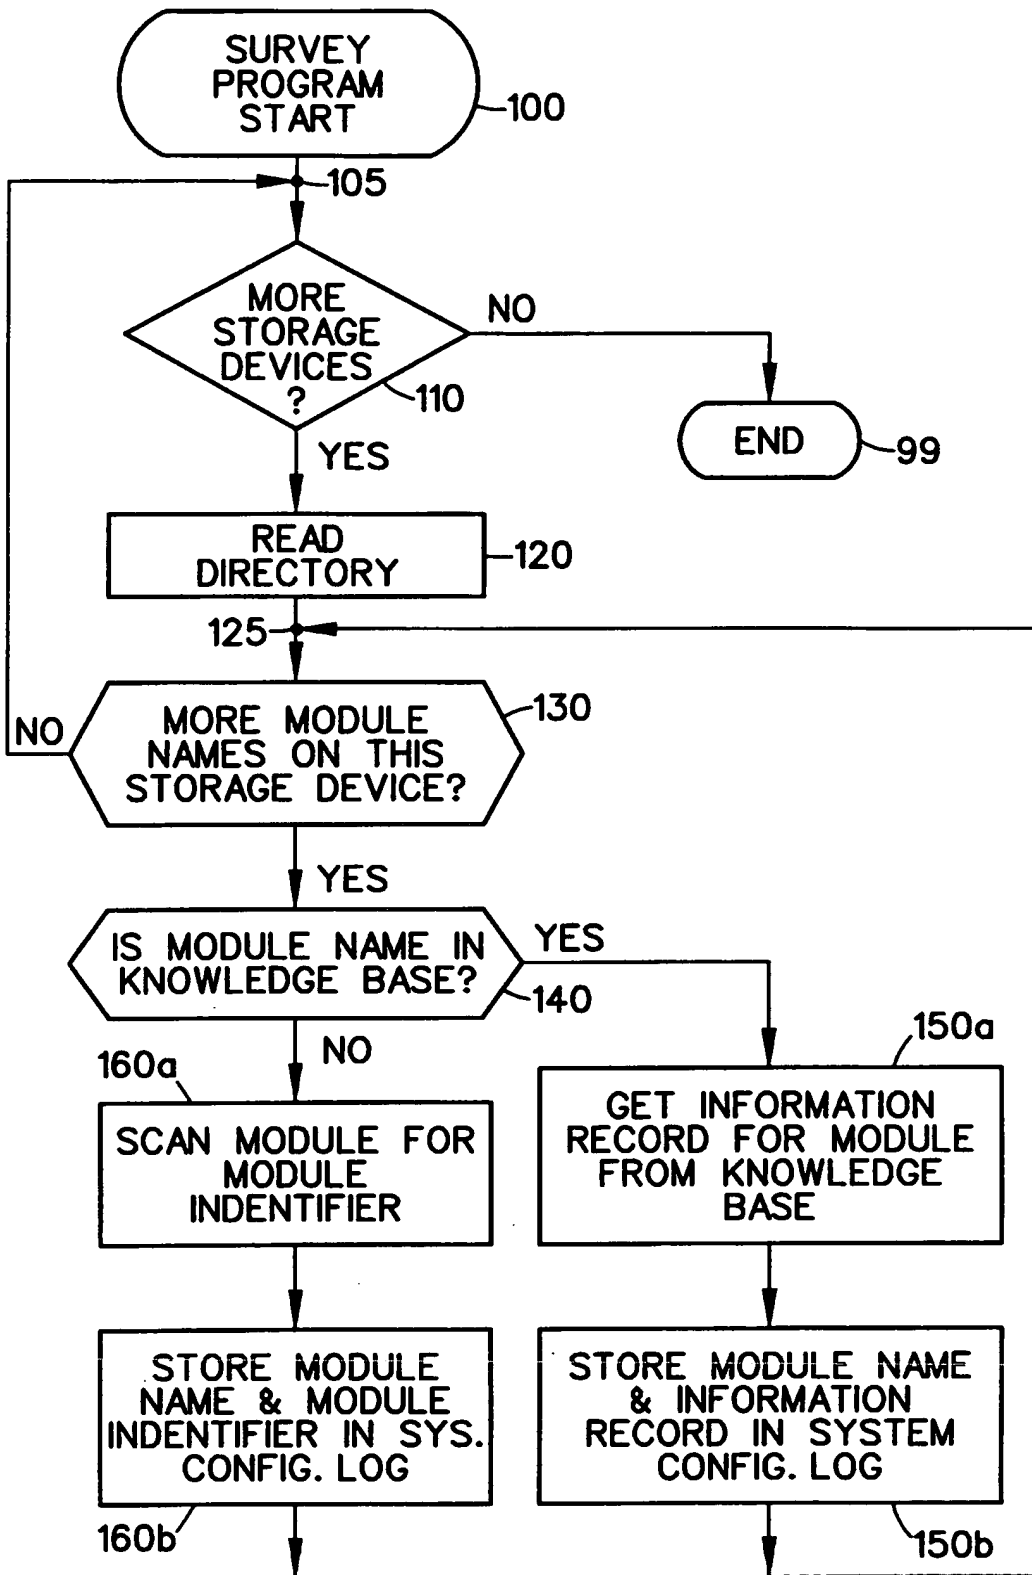 SURVEY
PROGRAM
START
100
105
MORE
STORAGE
DEVICES
?
110
NO
YES
END
99
READ
DIRECTORY
120
125
MORE MODULE
NAMES ON THIS
STORAGE DEVICE?
130
NO
YES
IS MODULE NAME IN
KNOWLEDGE BASE?
140
YES
NO
160a
SCAN MODULE FOR
MODULE
INDENTIFIER
150a
GET INFORMATION
RECORD FOR MODULE
FROM KNOWLEDGE
BASE
STORE MODULE
NAME & MODULE
INDENTIFIER IN SYS.
CONFIG. LOG
160b
STORE MODULE NAME
& INFORMATION
RECORD IN SYSTEM
CONFIG. LOG
150b